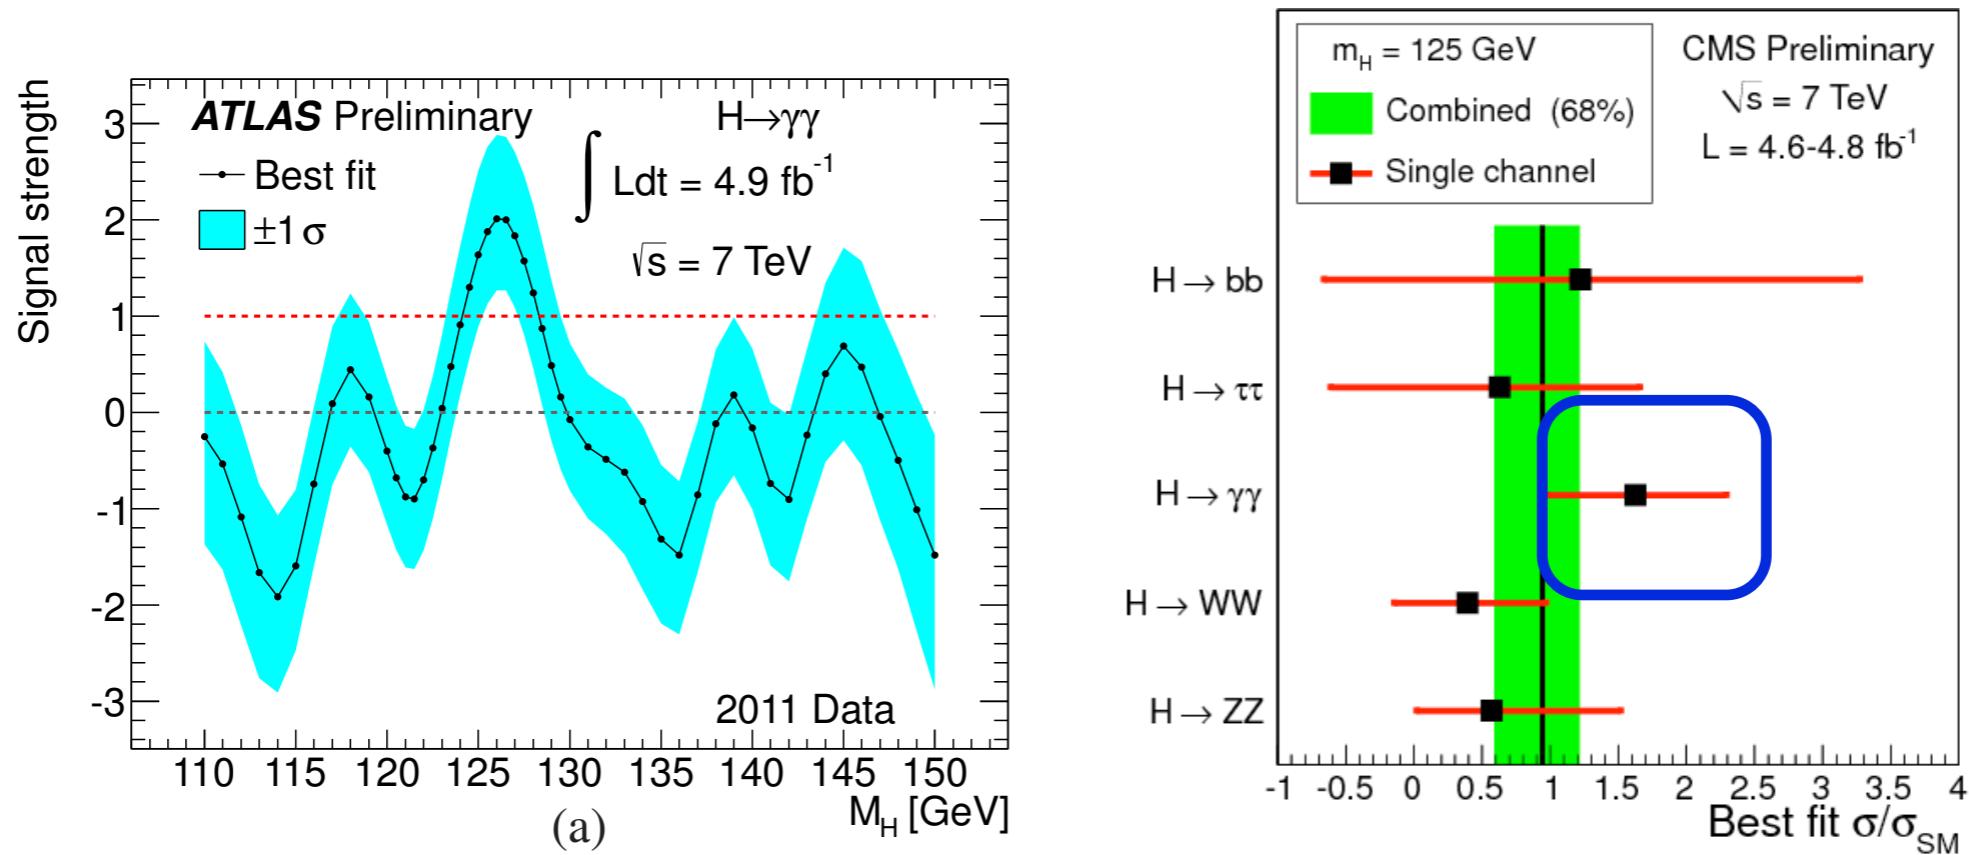 ATLAS Preliminary
H→γγ
Best fit
∫ Ldt = 4.9 fb⁻¹
±1 σ
√s = 7 TeV
Signal strength
3
2
1
0
-1
-2
-3
2011 Data
110 115 120 125 130 135 140 145 150
M_H [GeV]
(a)
m_H = 125 GeV
Combined (68%)
Single channel
CMS Preliminary
√s = 7 TeV
L = 4.6-4.8 fb⁻¹
H → bb
H → ττ
H → γγ
H → WW
H → ZZ
-1 -0.5 0 0.5 1 1.5 2 2.5 3 3.5 4
Best fit σ/σ_SM